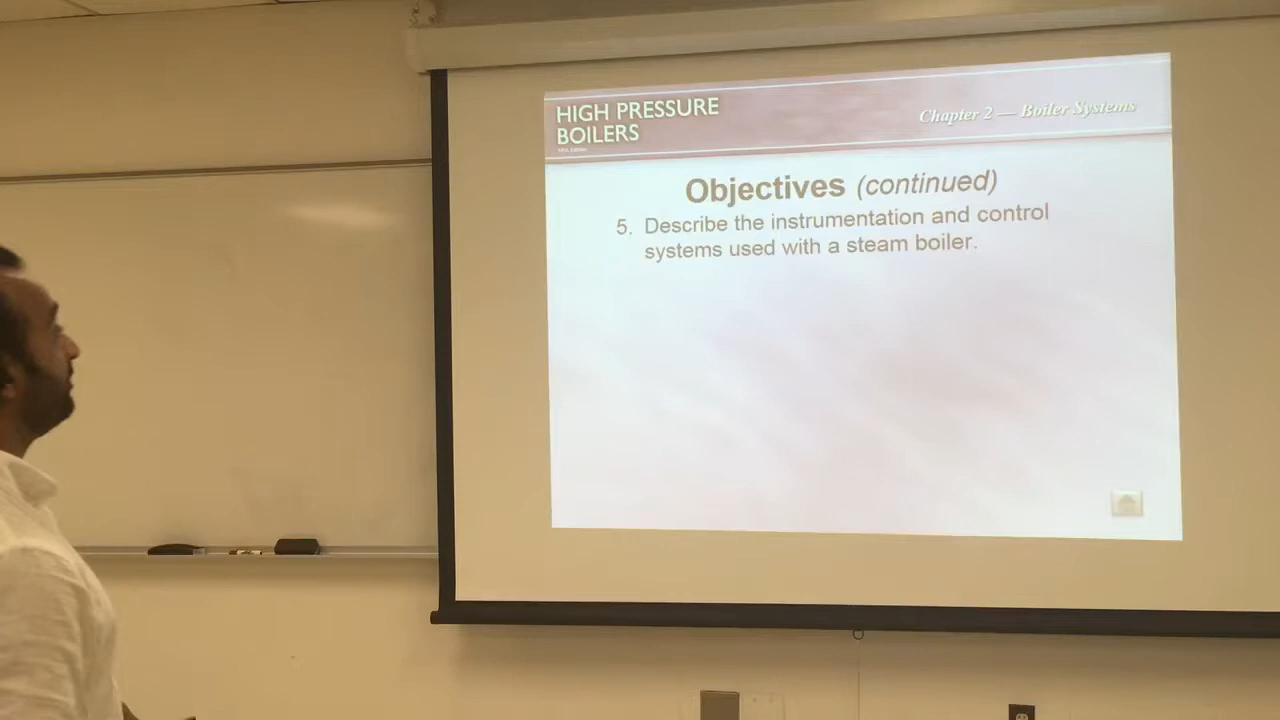 HIGH PRESSURE
BOILERS
Chapter 2 — Boiler Systems
Objectives (continued)
5. Describe the instrumentation and control
systems used with a steam boiler.